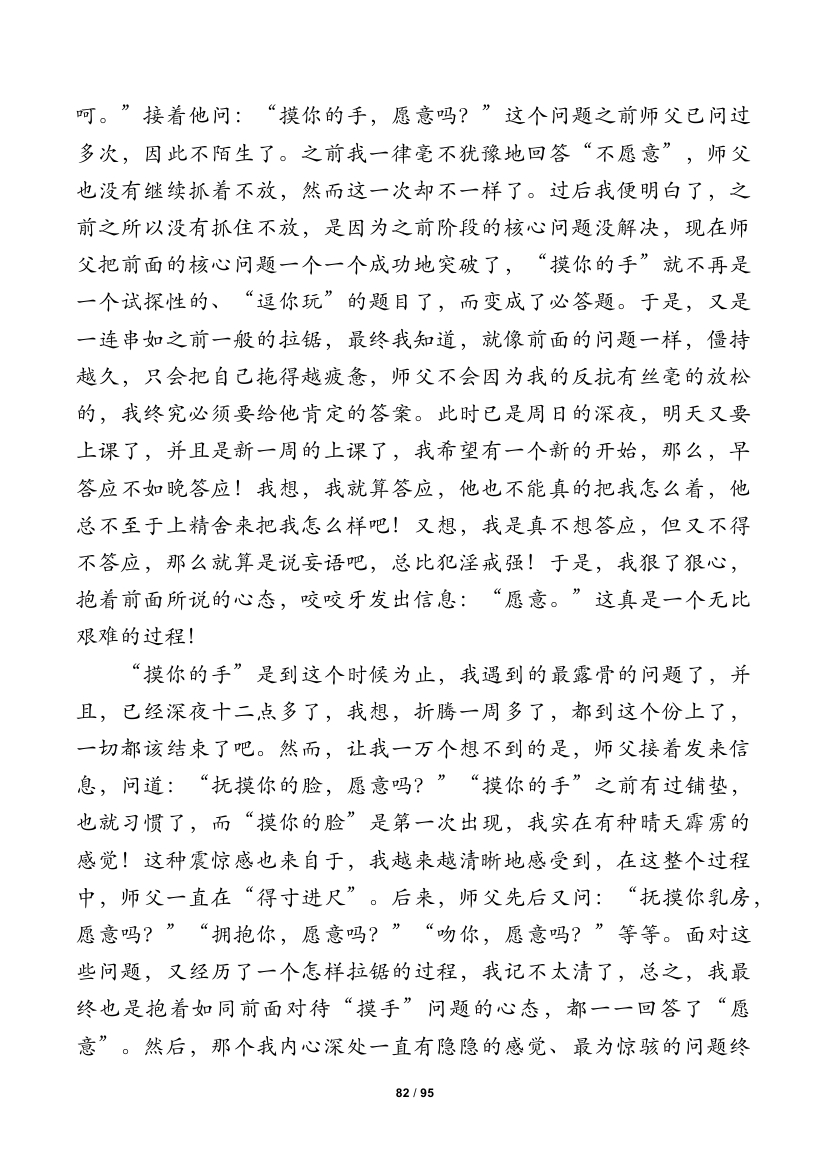 呵。”接着他问：“摸你的手，愿意吗？”这个问题之前师父已问过
多次，因此不陌生了。之前我一律毫不犹豫地回答“不愿意”，师父
也没有继续抓着不放，然而这一次却不一样了。过后我便明白了，之
前之所以没有抓住不放，是因为之前阶段的核心问题没解决，现在师
父把前面的核心问题一个一个成功地突破了，“摸你的手”就不再是
一个试探性的、“逗你玩”的题目了，而变成了必答题。于是，又是
一连串如之前一般的拉锯，最终我知道，就像前面的问题一样，僵持
越久，只会把自己拖得越疲惫，师父不会因为我的反抗有丝毫的放松
的，我终究必须要给他肯定的答案。此时已是周日的深夜，明天又要
上课了，并且是新一周的上课了，我希望有一个新的开始，那么，早
答应不如晚答应！我想，我就算答应，他也不能真的把我怎么着，他
总不至于上精舍来把我怎么样吧！又想，我是真不想答应，但又不得
不答应，那么就算是说妄语吧，总比犯淫戒强！于是，我狠了狠心，
抱着前面所说的心态，咬咬牙发出信息：“愿意。”这真是一个无比
艰难的过程！
“摸你的手”是到这个时候为止，我遇到的最露骨的问题了，并
且，已经深夜十二点多了，我想，折腾一周多了，都到这个份上了，
一切都该结束了吧。然而，让我一万个想不到的是，师父接着发来信
息，问道：“抚摸你的脸，愿意吗？”“摸你的手”之前有过铺垫，
也就习惯了，而“摸你的脸”是第一次出现，我实在有种晴天霹雳的
感觉！这种震惊感也来自于，我越来越清晰地感受到，在这整个过程
中，师父一直在“得寸进尺”。后来，师父先后又问：“抚摸你乳房，
愿意吗？”“拥抱你，愿意吗？”“吻你，愿意吗？”等等。面对这
些问题，又经历了一个怎样拉锯的过程，我记不太清了，总之，我最
终也是抱着如同前面对待“摸手”问题的心态，都一一回答了“愿
意”。然后，那个我内心深处一直有隐隐的感觉、最为惊骇的问题终
82 / 95